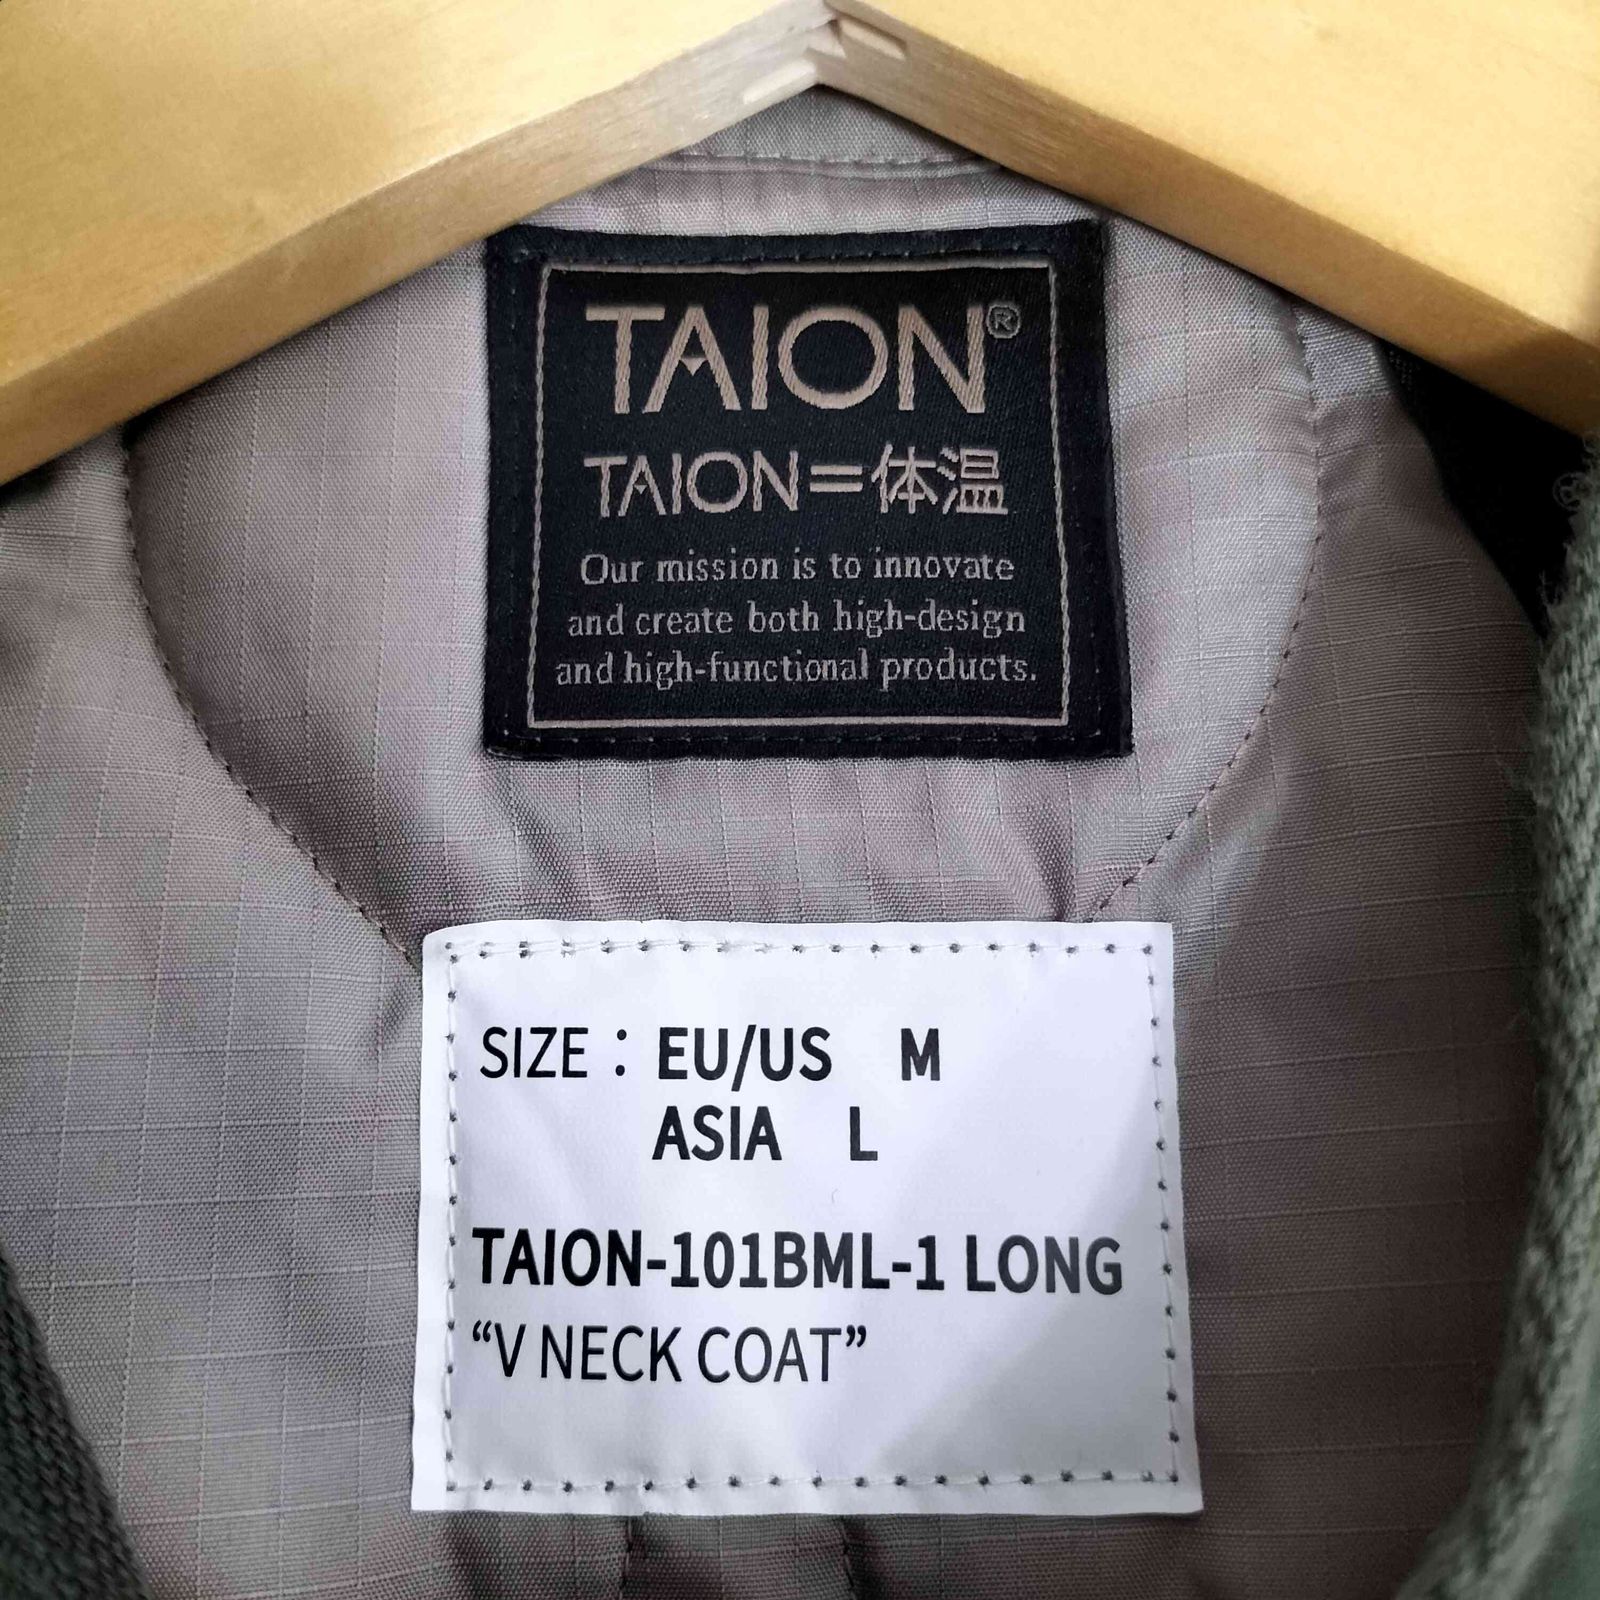 TAION®
TAION=体温
Our mission is to innovate
and create both high-design
and high-functional products.
SIZE : EU/US M
ASIA L
TAION-101BML-1 LONG
“V NECK COAT”